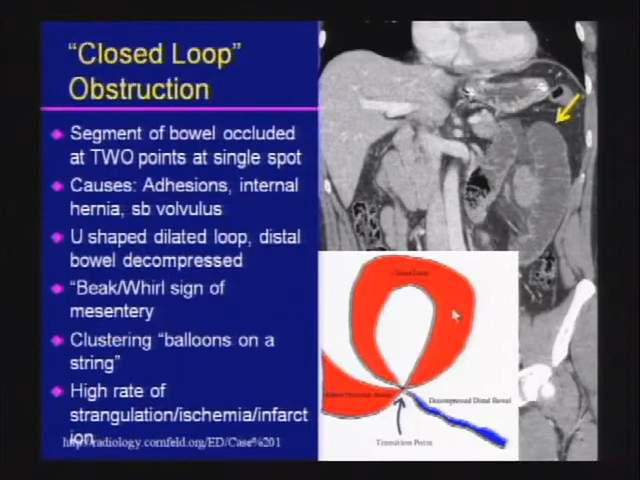 “Closed Loop”
Obstruction
Segment of bowel occluded
at TWO points at single spot
Causes: Adhesions, internal
hernia, sb volvulus
U shaped dilated loop, distal
bowel decompressed
“Beak/Whirl sign of
mesentery
Clustering “balloons on a
string”
High rate of
strangulation/ischemia/infarct
ion
http://radiology.cornfeld.org/ED/Case%201
Closed Loop
Decompressed Distal Bowel
Transition Point